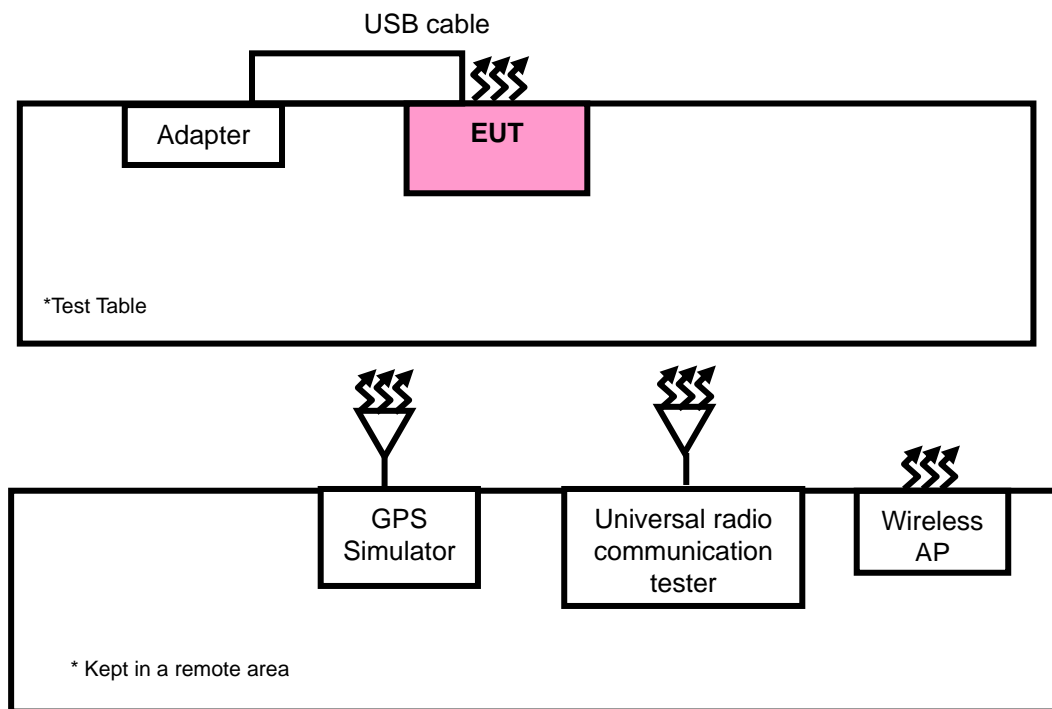 USB cable
Adapter
EUT
*Test Table
GPS
Simulator
Universal radio
communication
tester
Wireless
AP
* Kept in a remote area